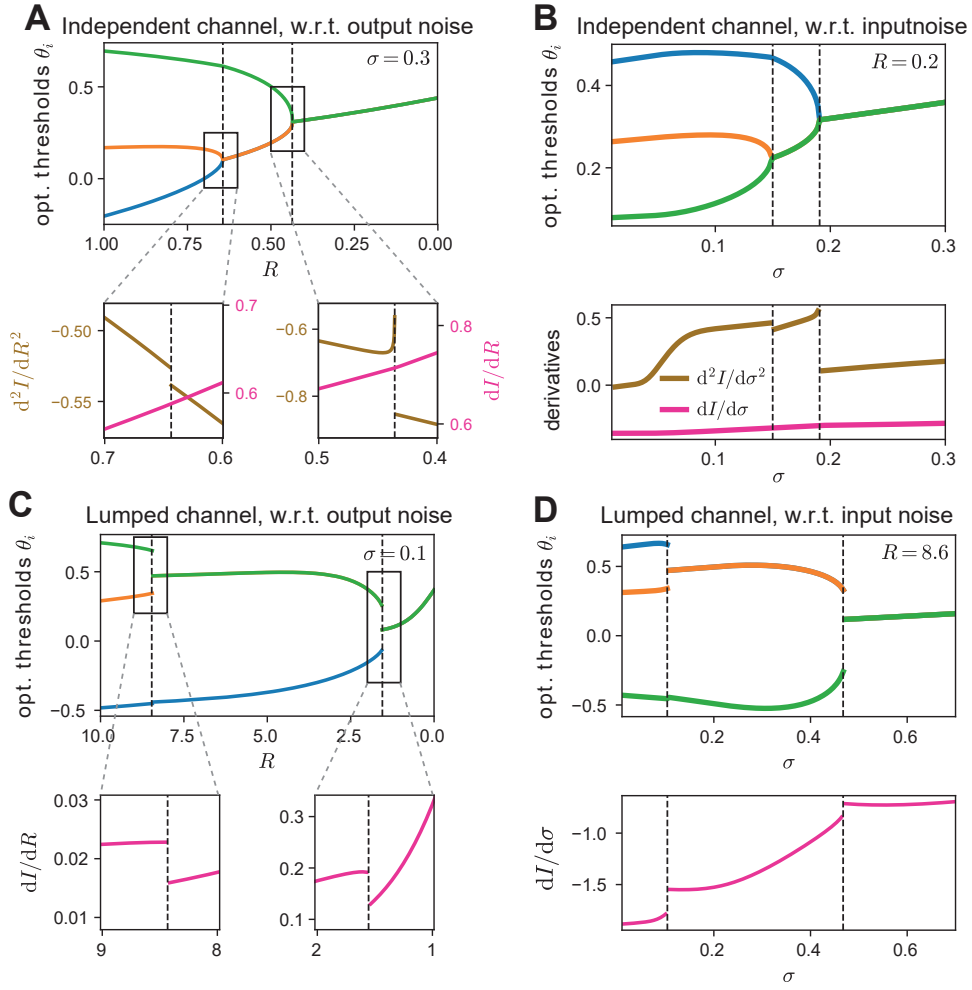 A
Independent channel, w.r.t. output noise
σ = 0.3
opt. thresholds θᵢ
0.5
0.0
1.00 0.75 0.50 0.25 0.00
R
d²I/dR²
−0.50
−0.55
0.7
0.6
0.7 0.6
−0.6
−0.8
0.8
0.6
0.5 0.4
dI/dR
B
Independent channel, w.r.t. inputnoise
R = 0.2
opt. thresholds θᵢ
0.4
0.2
0.1 0.2 0.3
σ
derivatives
0.5
0.0
d²I/dσ²
dI/dσ
0.1 0.2 0.3
σ
C
Lumped channel, w.r.t. output noise
σ = 0.1
opt. thresholds θᵢ
0.5
0.0
−0.5
10.0 7.5 5.0 2.5 0.0
R
dI/dR
0.03
0.02
0.01
9 8
0.3
0.2
0.1
2 1
D
Lumped channel, w.r.t. input noise
R = 8.6
opt. thresholds θᵢ
0.5
0.0
−0.5
0.2 0.4 0.6
σ
dI/dσ
−1.0
−1.5
0.2 0.4 0.6
σ